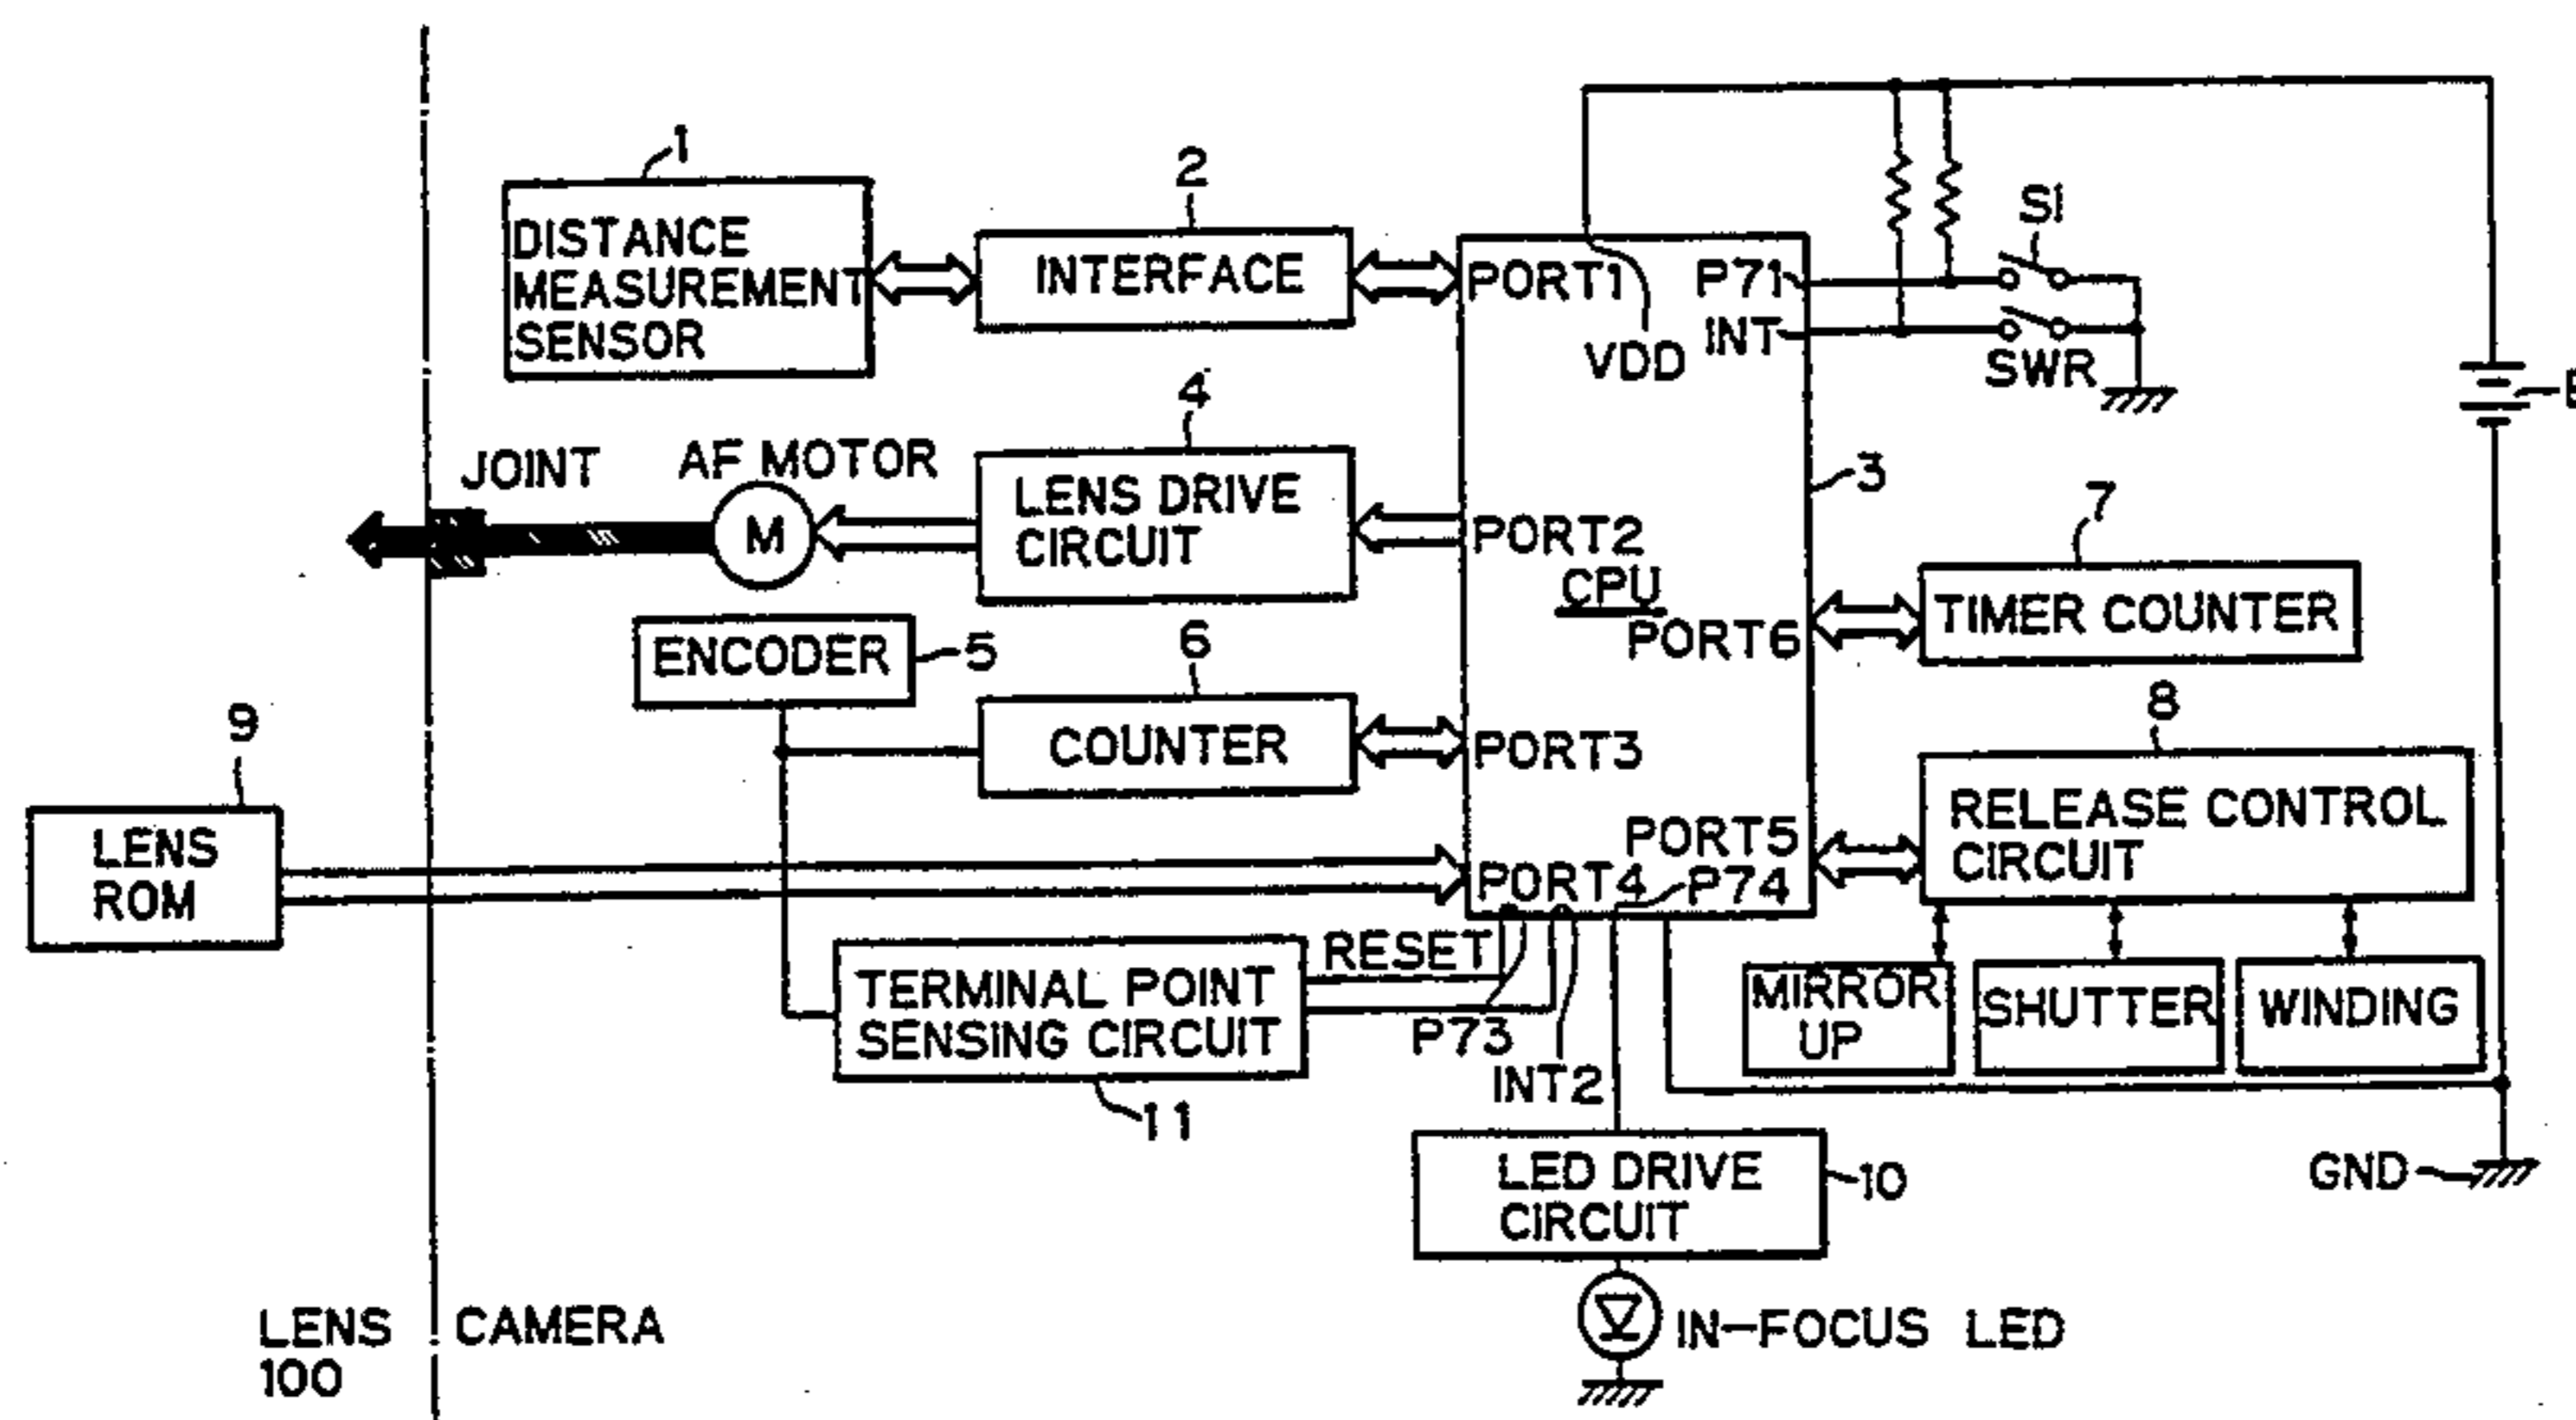 1
DISTANCE
MEASUREMENT
SENSOR
2
INTERFACE
PORT1
VDD
P71
INT
S1
SWR
JOINT
AF MOTOR
M
4
LENS DRIVE
CIRCUIT
PORT2
CPU
3
PORT6
7
TIMER COUNTER
ENCODER
5
6
COUNTER
PORT3
9
LENS
ROM
PORT4
PORT5
P74
8
RELEASE CONTROL
CIRCUIT
MIRROR
UP
SHUTTER
WINDING
TERMINAL POINT
SENSING CIRCUIT
11
RESET
P73
INT2
LED DRIVE
CIRCUIT
10
GND
IN-FOCUS LED
LENS
100
CAMERA